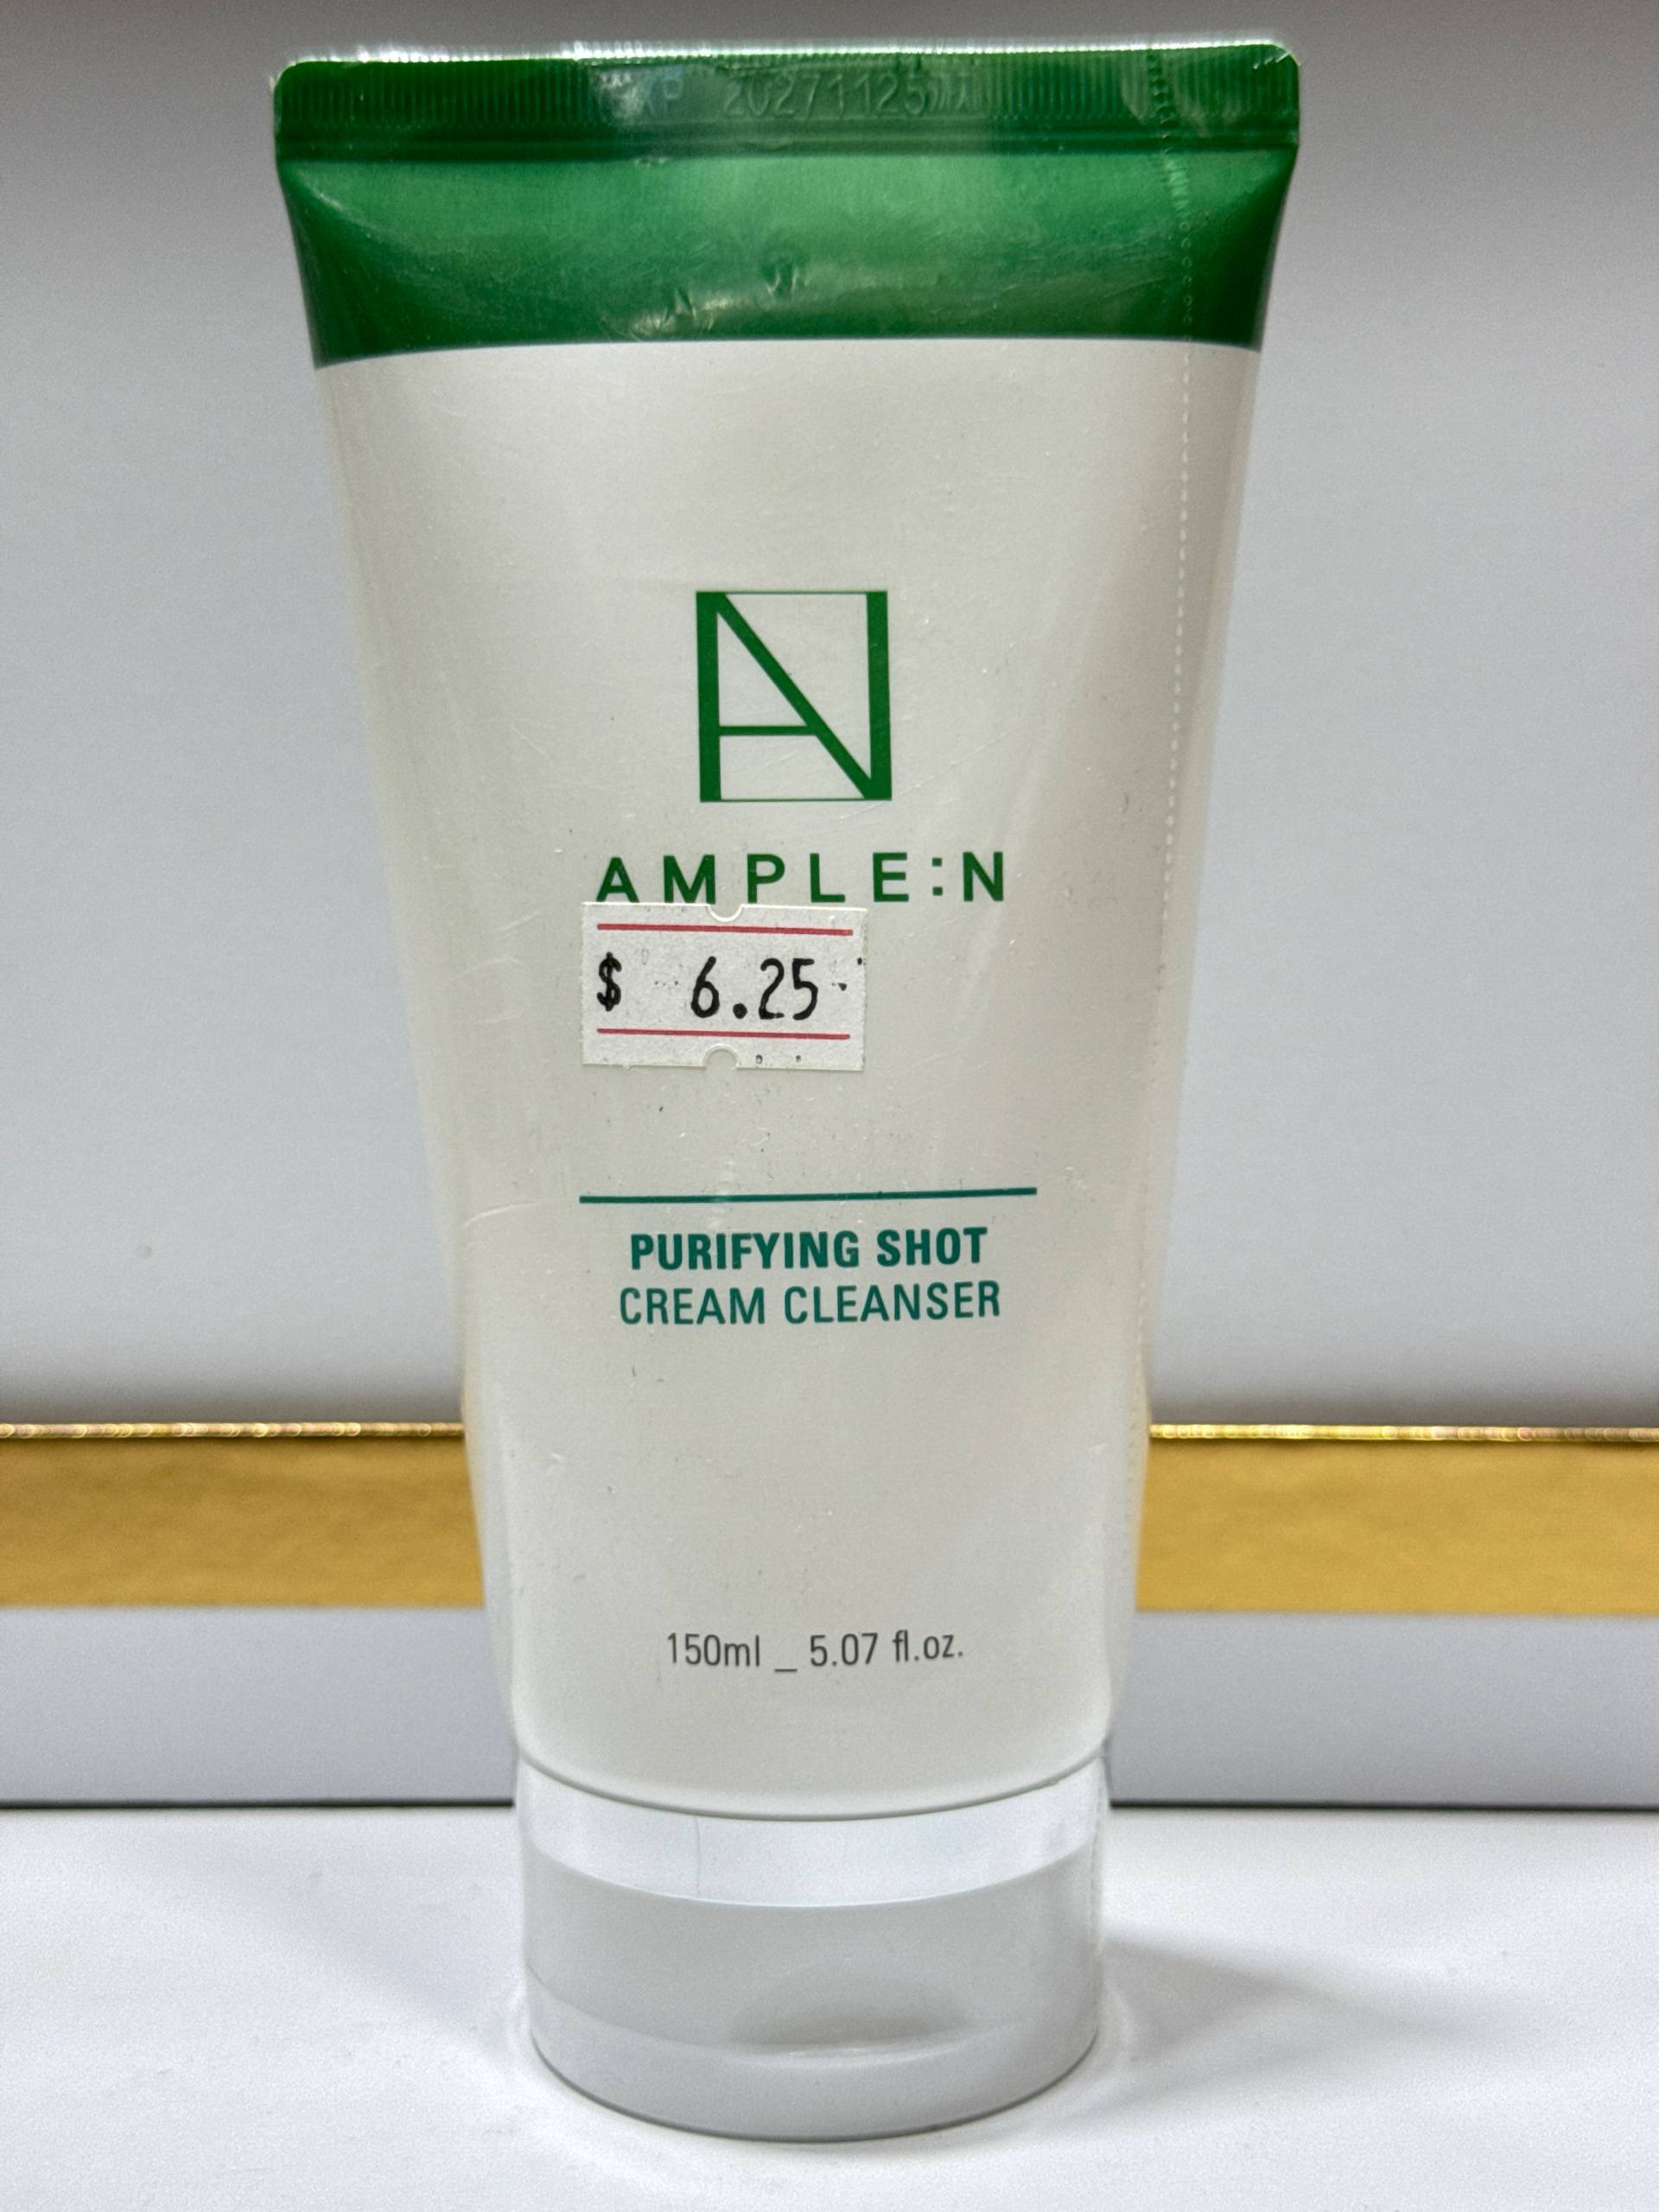 EXP 20271125
AMPLE:N
$ 6.25
PURIFYING SHOT
CREAM CLEANSER
150ml _ 5.07 fl.oz.